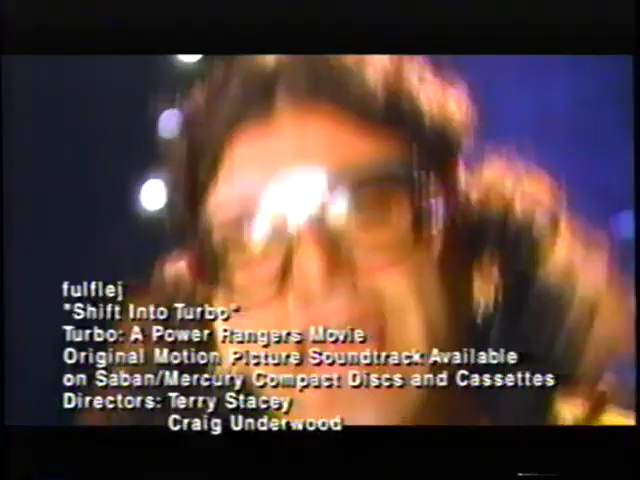 fulflej
"Shift Into Turbo"
Turbo: A Power Rangers Movie
Original Motion Picture Soundtrack Available
on Saban/Mercury Compact Discs and Cassettes
Directors: Terry Stacey
Craig Underwood